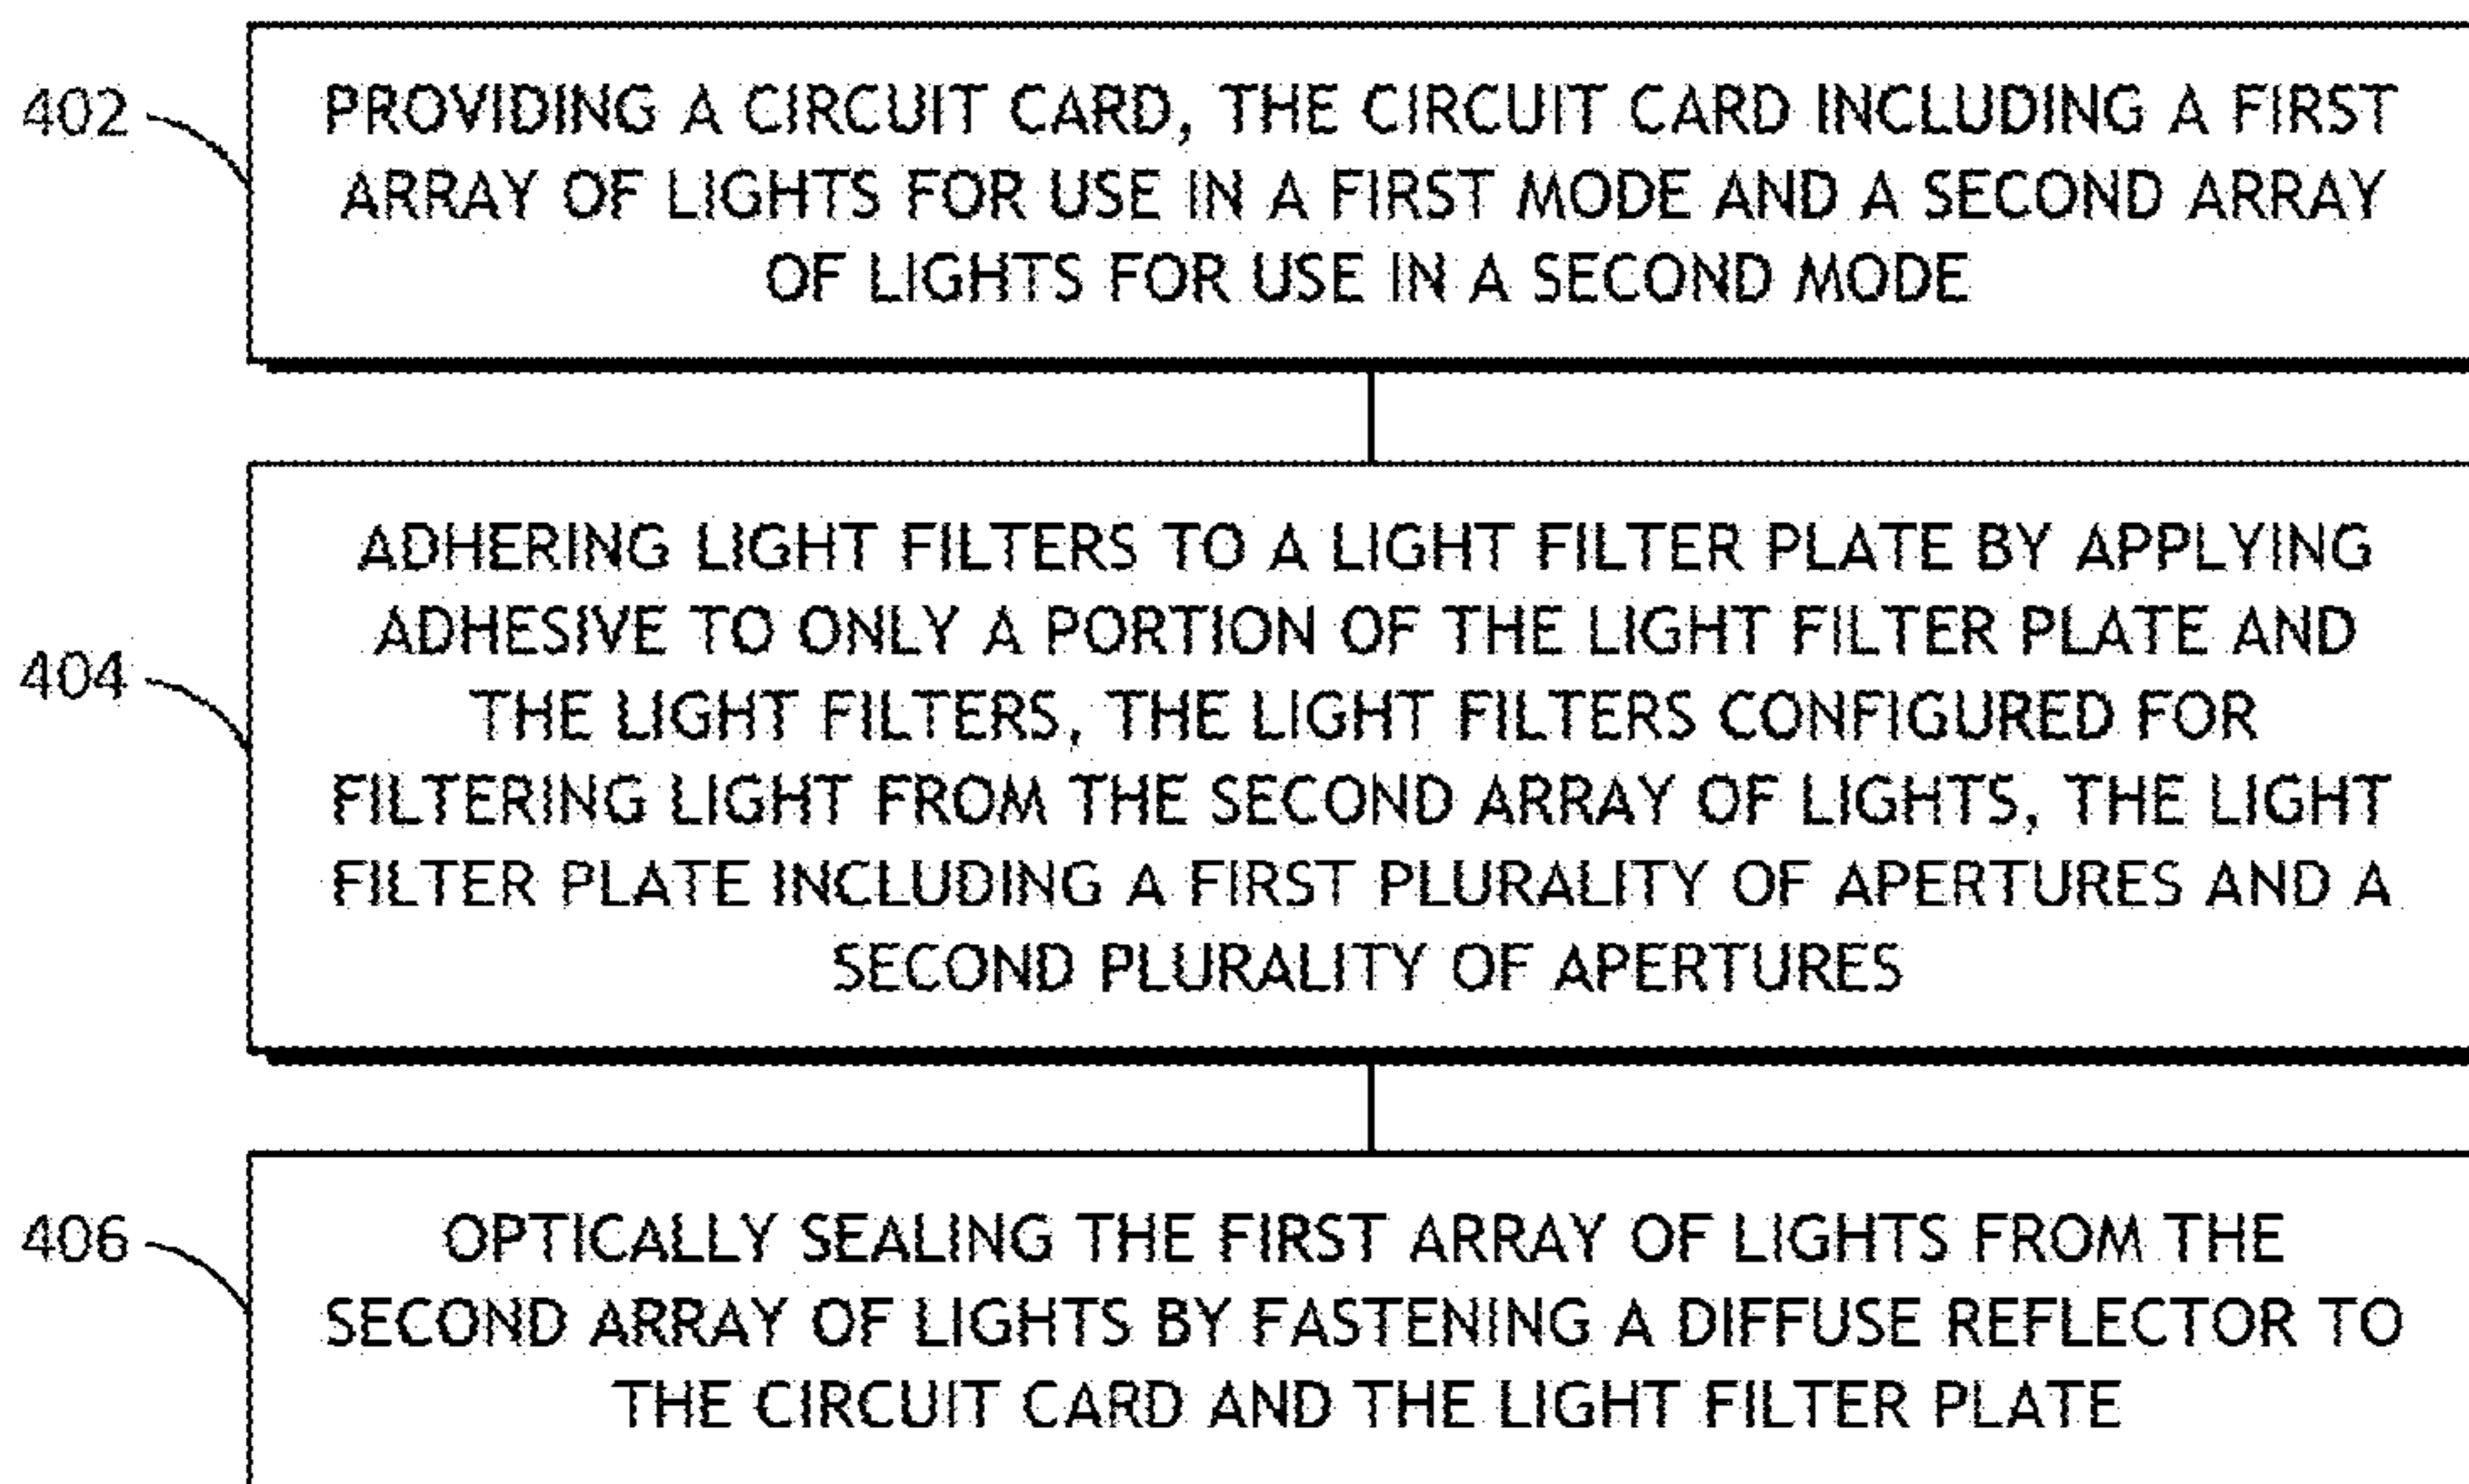 402
PROVIDING A CIRCUIT CARD, THE CIRCUIT CARD INCLUDING A FIRST
ARRAY OF LIGHTS FOR USE IN A FIRST MODE AND A SECOND ARRAY
OF LIGHTS FOR USE IN A SECOND MODE
404
ADHERING LIGHT FILTERS TO A LIGHT FILTER PLATE BY APPLYING
ADHESIVE TO ONLY A PORTION OF THE LIGHT FILTER PLATE AND
THE LIGHT FILTERS, THE LIGHT FILTERS CONFIGURED FOR
FILTERING LIGHT FROM THE SECOND ARRAY OF LIGHTS, THE LIGHT
FILTER PLATE INCLUDING A FIRST PLURALITY OF APERTURES AND A
SECOND PLURALITY OF APERTURES
406
OPTICALLY SEALING THE FIRST ARRAY OF LIGHTS FROM THE
SECOND ARRAY OF LIGHTS BY FASTENING A DIFFUSE REFLECTOR TO
THE CIRCUIT CARD AND THE LIGHT FILTER PLATE